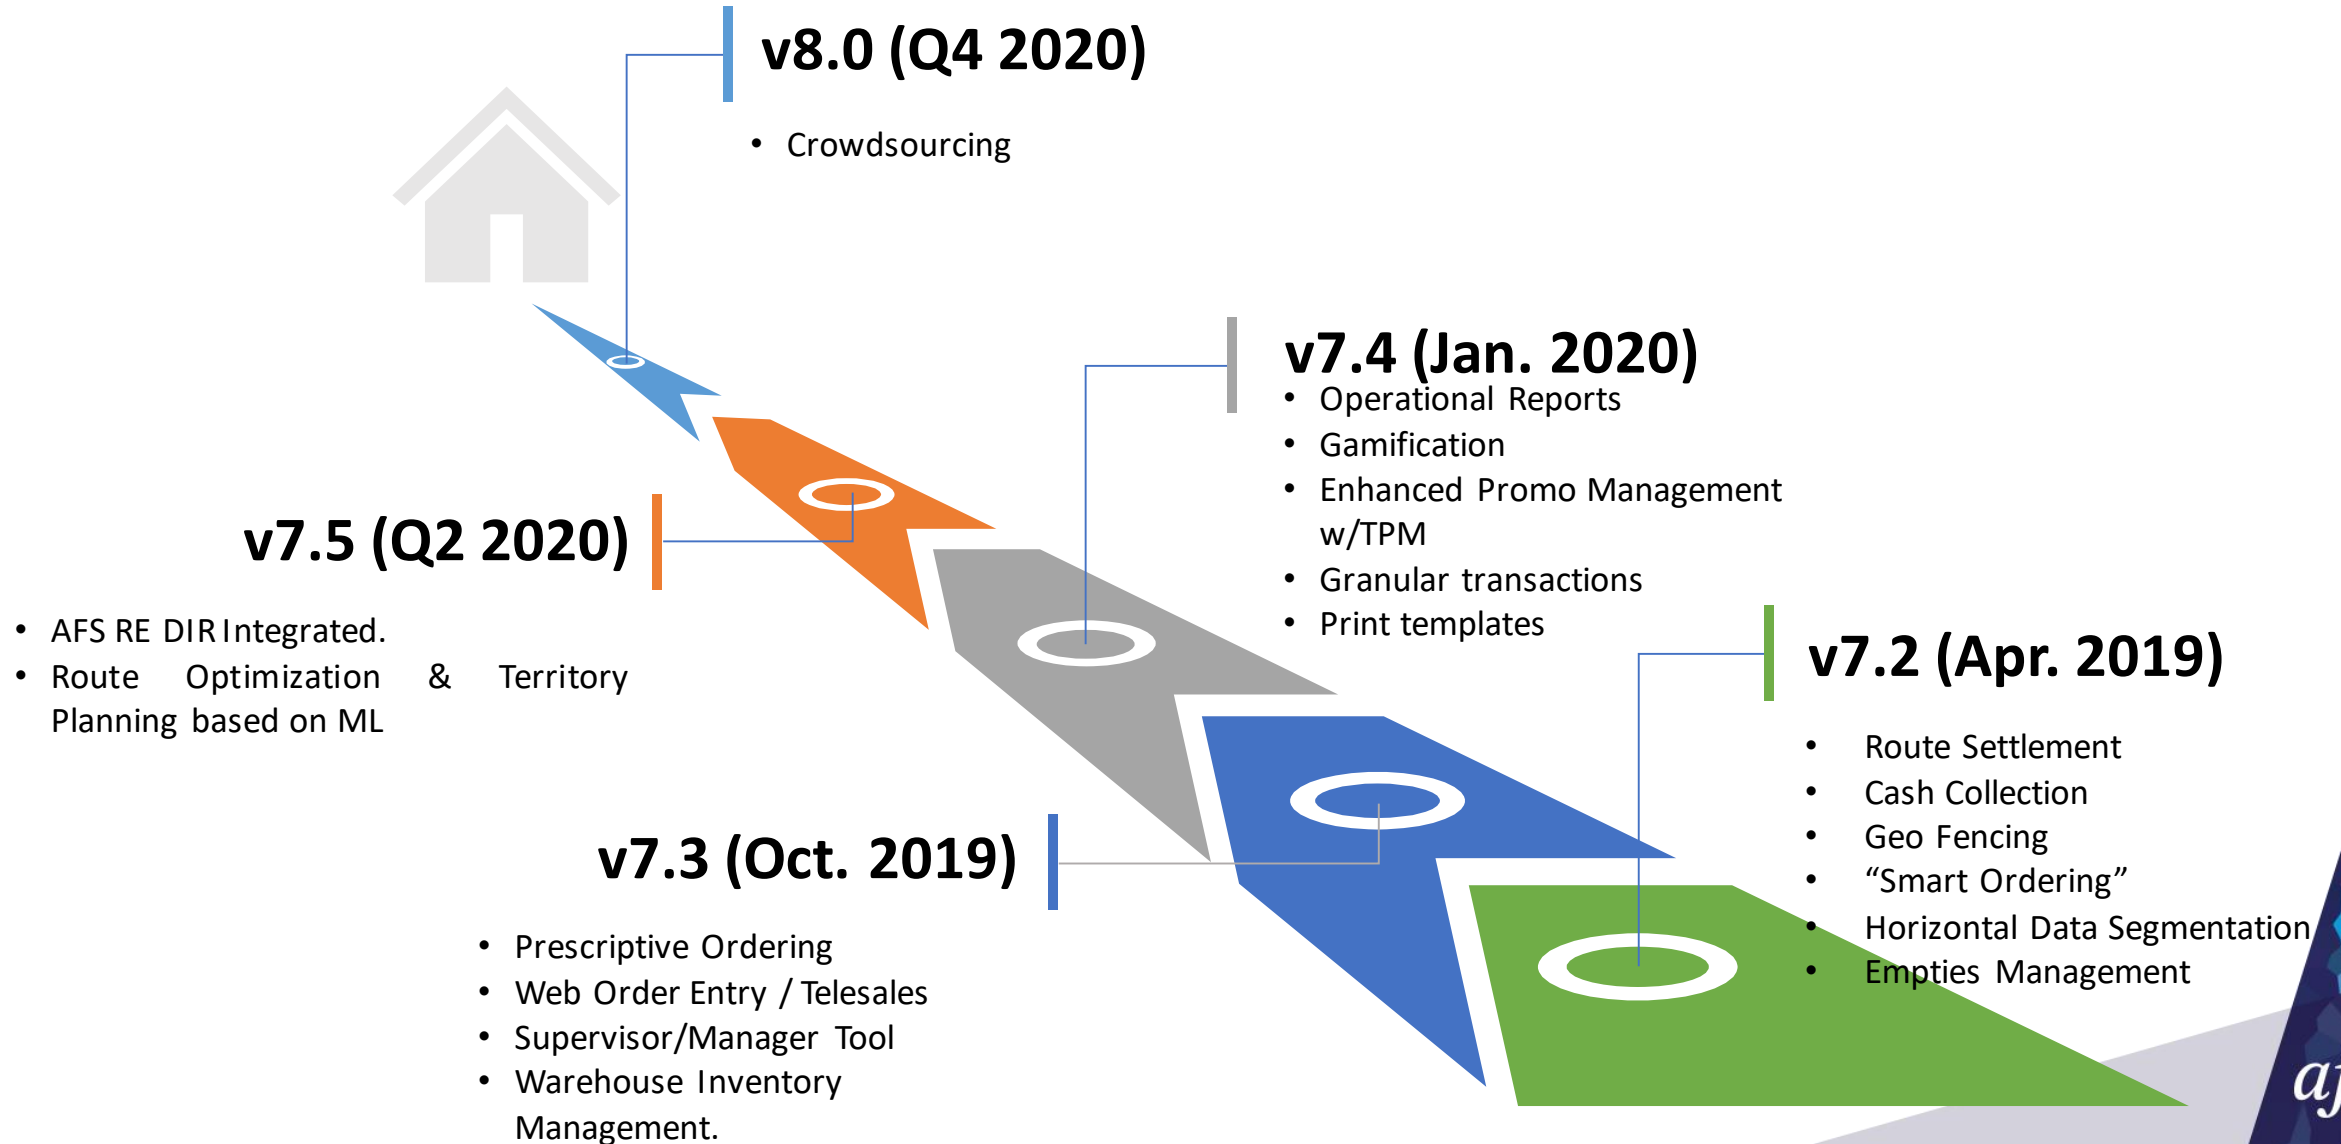 v8.0 (Q4 2020)
• Crowdsourcing
v7.4 (Jan. 2020)
• Operational Reports
• Gamification
• Enhanced Promo Management
w/TPM
• Granular transactions
• Print templates
v7.5 (Q2 2020)
• AFS RE DIR Integrated.
• Route Optimization & Territory
Planning based on ML
v7.2 (Apr. 2019)
• Route Settlement
• Cash Collection
• Geo Fencing
• “Smart Ordering”
• Horizontal Data Segmentation
• Empties Management
v7.3 (Oct. 2019)
• Prescriptive Ordering
• Web Order Entry / Telesales
• Supervisor/Manager Tool
• Warehouse Inventory
Management.